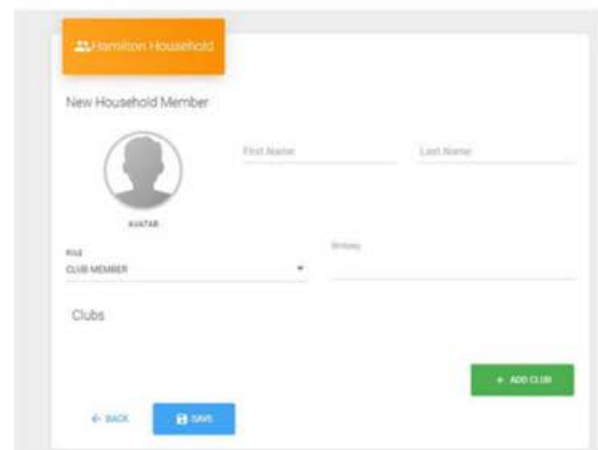 Hamilton Household
New Household Member
First Name
Last Name
AVATAR
ROLE
CLUB MEMBER
Birthday
Clubs
+ ADD CLUB
← BACK
SAVE